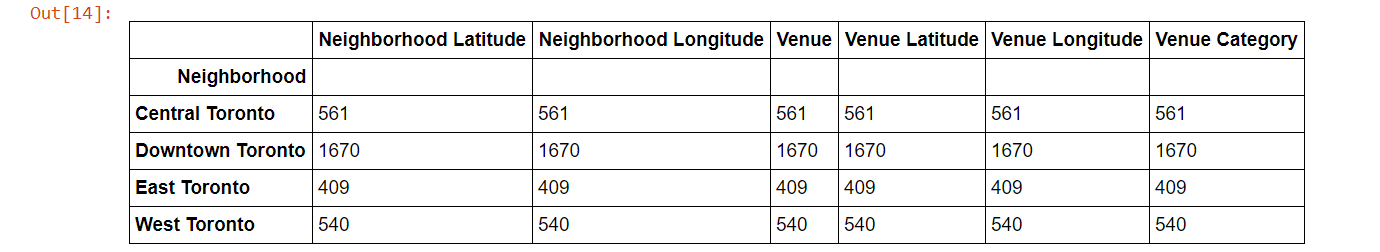 Out[14]:
Neighborhood Latitude Neighborhood Longitude Venue Venue Latitude Venue Longitude Venue Category
Neighborhood
Central Toronto 561 561 561 561 561 561
Downtown Toronto 1670 1670 1670 1670 1670 1670
East Toronto 409 409 409 409 409 409
West Toronto 540 540 540 540 540 540